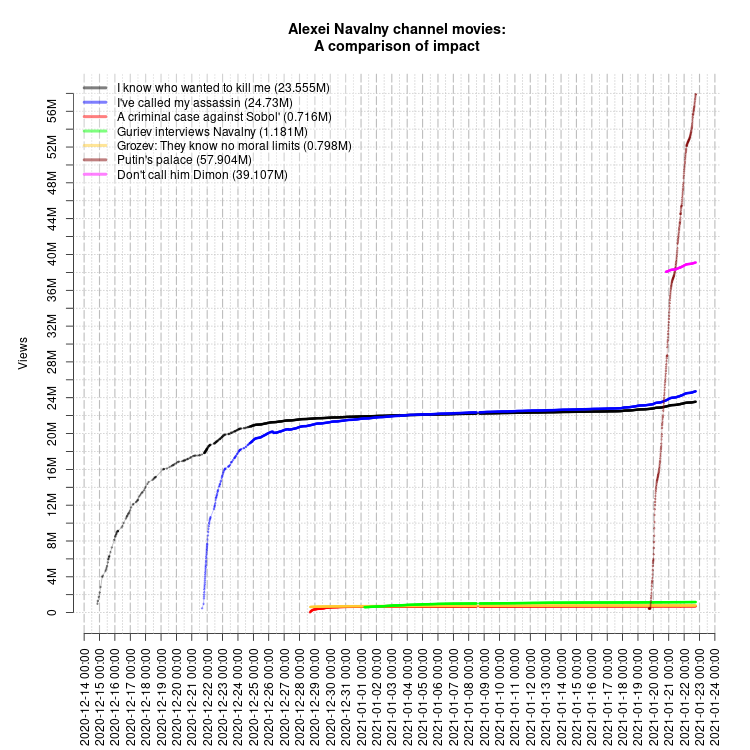 Alexei Navalny channel movies:
A comparison of impact
I know who wanted to kill me (23.555M)
I've called my assassin (24.73M)
A criminal case against Sobol' (0.716M)
Guriev interviews Navalny (1.181M)
Grozev: They know no moral limits (0.798M)
Putin's palace (57.904M)
Don't call him Dimon (39.107M)
Views
56M
52M
48M
44M
40M
36M
32M
28M
24M
20M
16M
12M
8M
4M
0
2020-12-14 00:00
2020-12-15 00:00
2020-12-16 00:00
2020-12-17 00:00
2020-12-18 00:00
2020-12-19 00:00
2020-12-20 00:00
2020-12-21 00:00
2020-12-22 00:00
2020-12-23 00:00
2020-12-24 00:00
2020-12-25 00:00
2020-12-26 00:00
2020-12-27 00:00
2020-12-28 00:00
2020-12-29 00:00
2020-12-30 00:00
2020-12-31 00:00
2021-01-01 00:00
2021-01-02 00:00
2021-01-03 00:00
2021-01-04 00:00
2021-01-05 00:00
2021-01-06 00:00
2021-01-07 00:00
2021-01-08 00:00
2021-01-09 00:00
2021-01-10 00:00
2021-01-11 00:00
2021-01-12 00:00
2021-01-13 00:00
2021-01-14 00:00
2021-01-15 00:00
2021-01-16 00:00
2021-01-17 00:00
2021-01-18 00:00
2021-01-19 00:00
2021-01-20 00:00
2021-01-21 00:00
2021-01-22 00:00
2021-01-23 00:00
2021-01-24 00:00